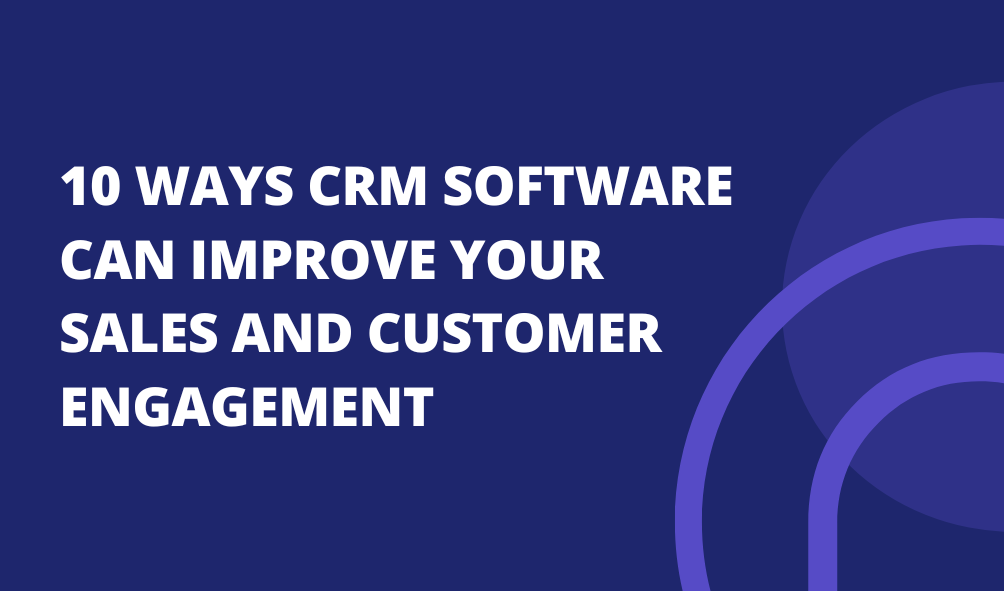 10 WAYS CRM SOFTWARE
CAN IMPROVE YOUR
SALES AND CUSTOMER
ENGAGEMENT